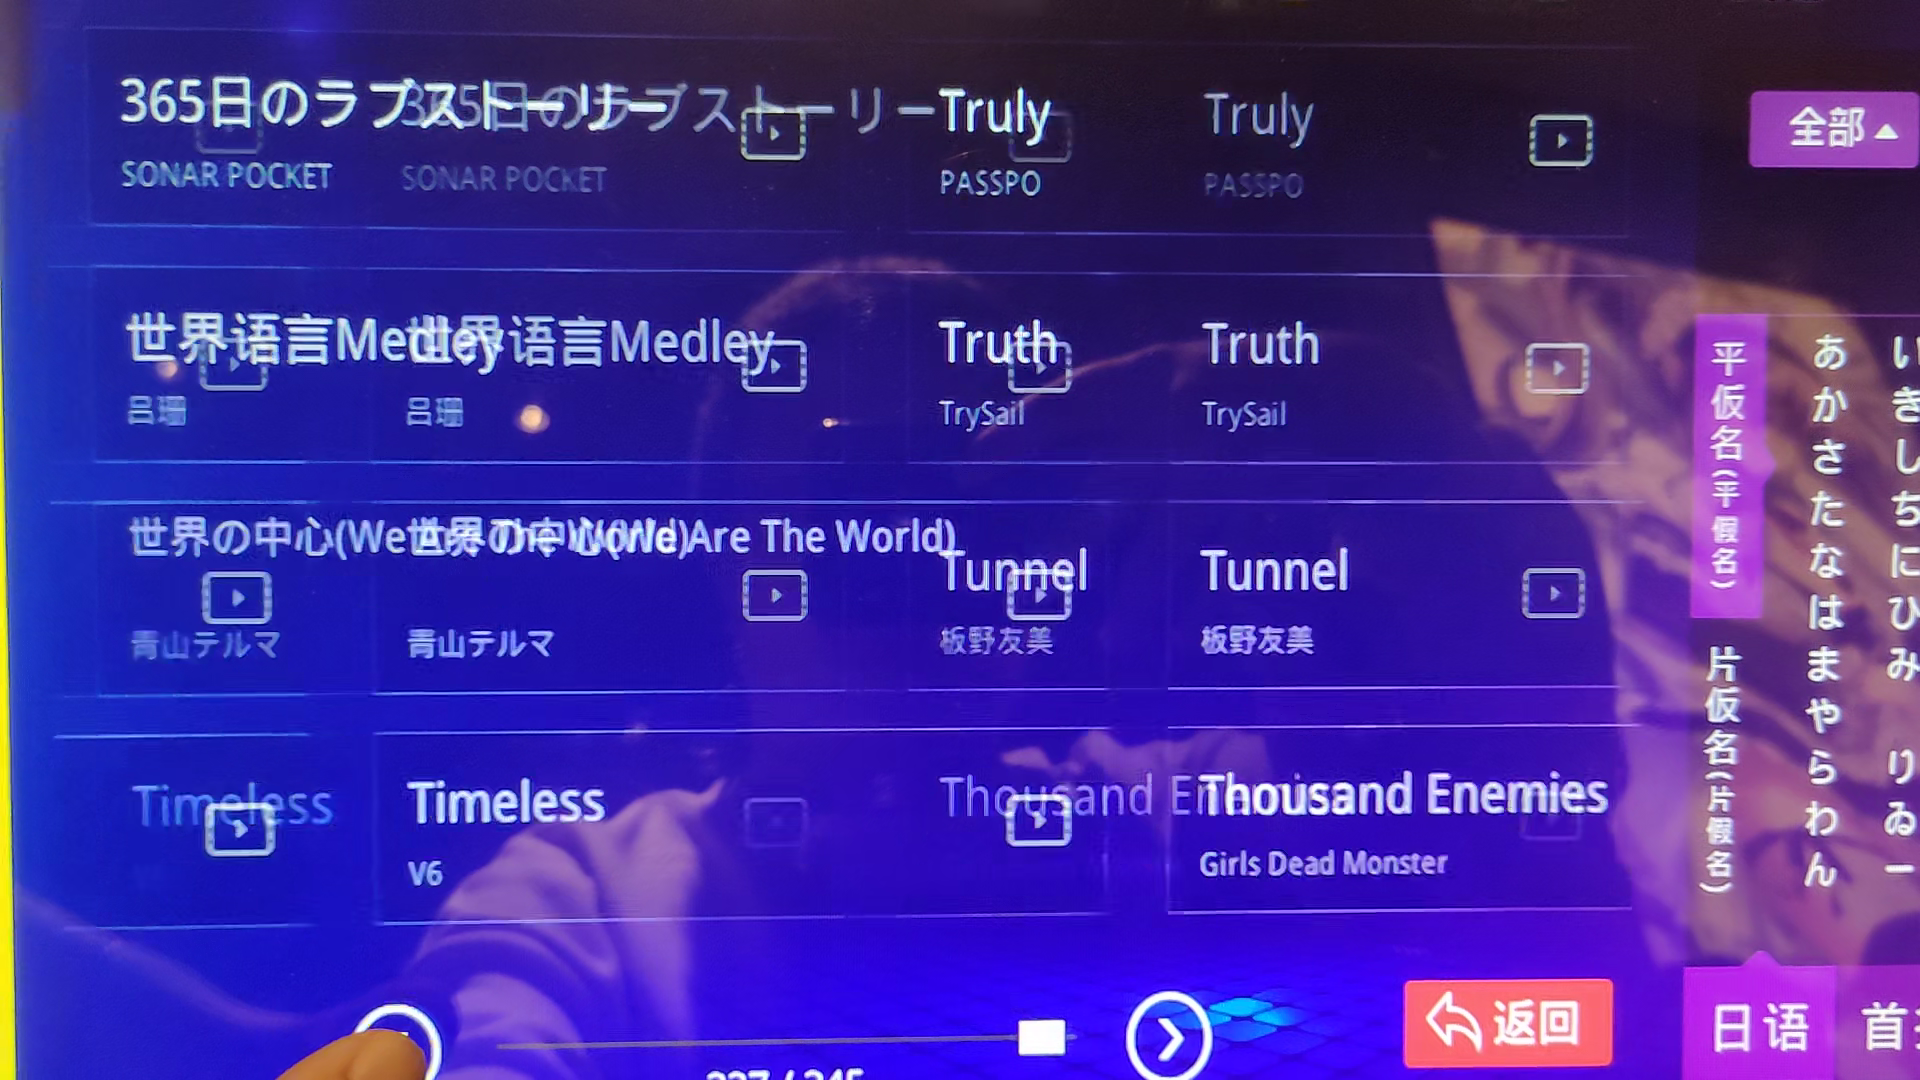 365日のラブストーリー
365日のラブストーリー
Truly
Truly
SONAR POCKET
SONAR POCKET
PASSPO
PASSPO
全部
世界语言Medley
世界语言Medley
Truth
Truth
吕珊
吕珊
TrySail
TrySail
世界の中心(We Are The World)
世界の中心(We Are The World)
Tunnel
Tunnel
青山テルマ
青山テルマ
板野友美
板野友美
Timeless
Timeless
Thousand Enemies
Thousand Enemies
V6
Girls Dead Monster
平仮名(平假名)
片仮名(片假名)
あかさたなはまやらわん
いきしちにひみ りゐー
返回
日语
首